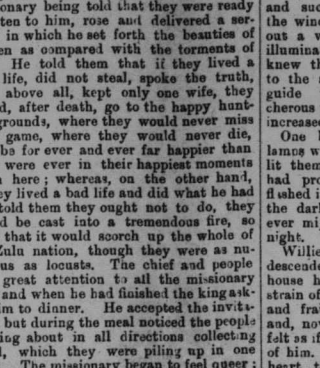 onary being told that they were ready
ten to him, rose and delivered a ser-
in which he set forth the beauties of
en as compared with the torments of
He told them that if they lived a
life, did not steal, spoke the truth,
above all, kept only one wife, they
d, after death, go to the happy hunt-
grounds, where they would never miss
game, where they would never die,
be for ever and ever far happier than
were ever in their happiest moments
here ; whereas, on the other hand,
ey lived a bad life and did what he had
told them they ought not to do, they
d be cast into a tremendous fire, so
that it would scorch up the whole of
Zulu nation, though they were as nu-
us as locusts. The chief and people
great attention to all the missionary
and when he had finished the king ask-
im to dinner. He accepted the invita-
but during the meal noticed the people
ing about in all directions collecting
d, which they were piling up in one
The missionary began to feel queer ;
and suc
the wind
out a v
illumina
knew th
to the
guide
cherous
increased
One l
lamps w
lit them
had pro
flashed i
the dark
ever mi
night.
Willie
descende
house h
strain of
and fra
and, nov
felt as if
of him.
heart t